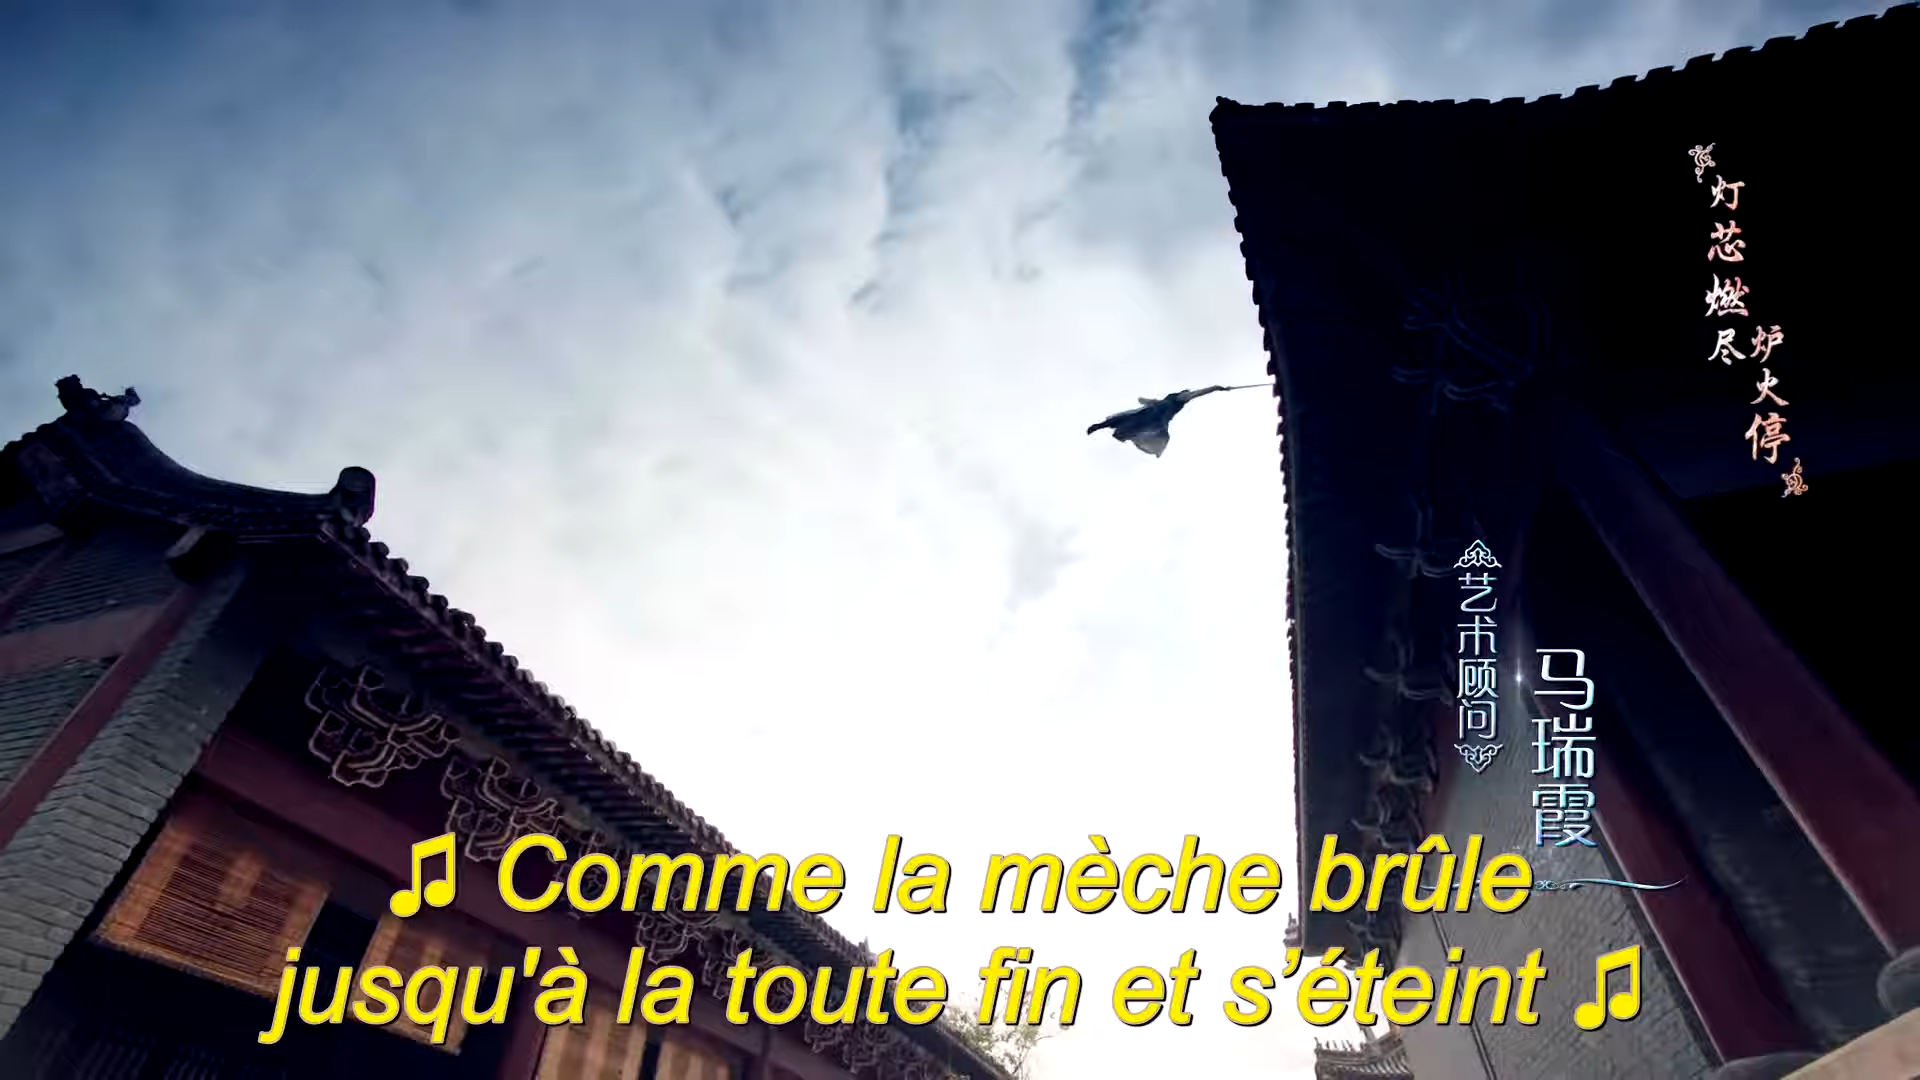 灯芯燃尽
炉火停
艺术顾问
马瑞霞
♫ Comme la mèche brûle
jusqu'à la toute fin et s’éteint ♫